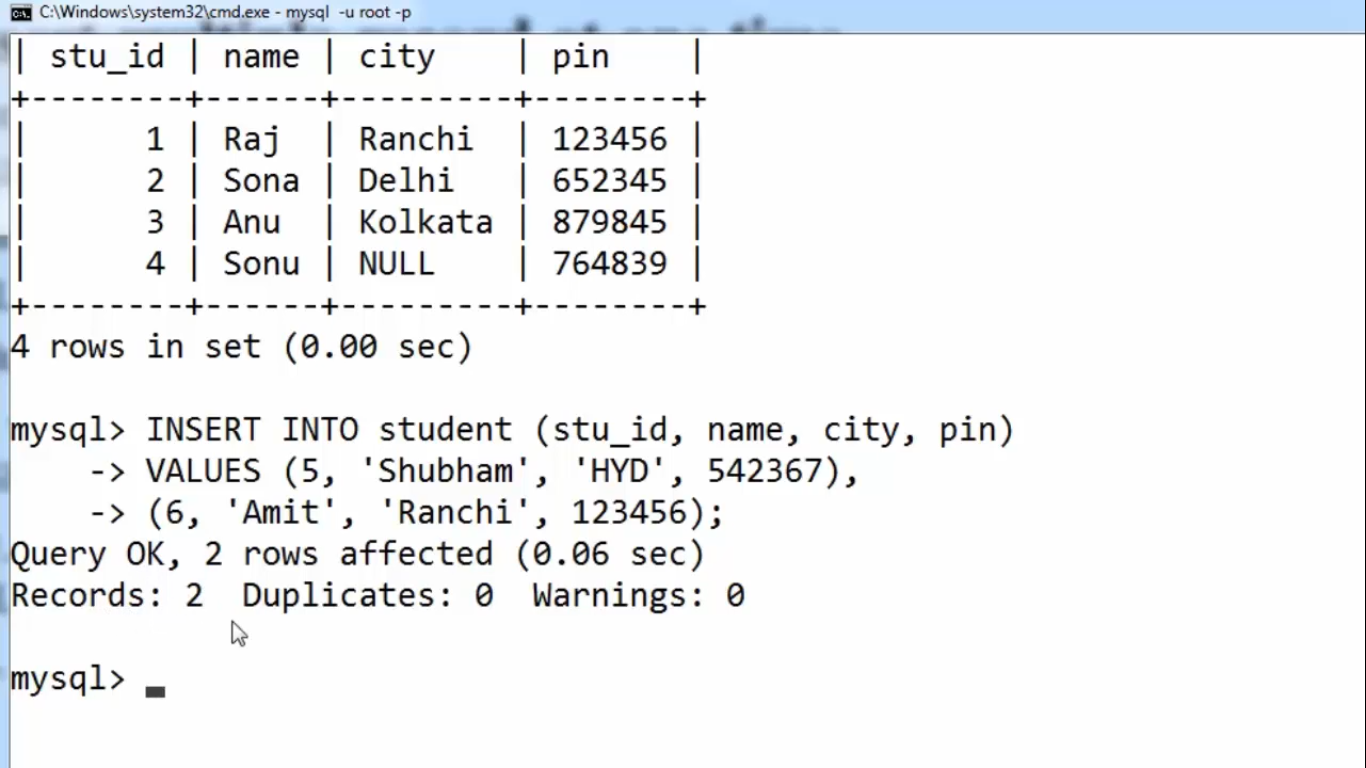 C:\Windows\system32\cmd.exe - mysql  -u root -p
| stu_id | name | city    | pin    |
+--------+------+---------+--------+
|      1 | Raj  | Ranchi  | 123456 |
|      2 | Sona | Delhi   | 652345 |
|      3 | Anu  | Kolkata | 879845 |
|      4 | Sonu | NULL    | 764839 |
+--------+------+---------+--------+
4 rows in set (0.00 sec)
mysql> INSERT INTO student (stu_id, name, city, pin)
    -> VALUES (5, 'Shubham', 'HYD', 542367),
    -> (6, 'Amit', 'Ranchi', 123456);
Query OK, 2 rows affected (0.06 sec)
Records: 2  Duplicates: 0  Warnings: 0
mysql>